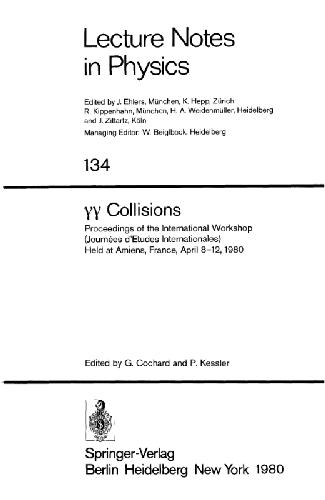 Lecture Notes
in Physics
Edited by J. Ehlers, München, K. Hepp, Zürich
R. Kippenhahn, München, H. A. Weidenmüller, Heidelberg
and J. Zittartz, Köln
Managing Editor: W. Beiglböck, Heidelberg
134
γγ Collisions
Proceedings of the International Workshop
(Journées d'Etudes Internationales)
Held at Amiens, France, April 8–12, 1980
Edited by G. Cochard and P. Kessler
Springer-Verlag
Berlin Heidelberg New York 1980